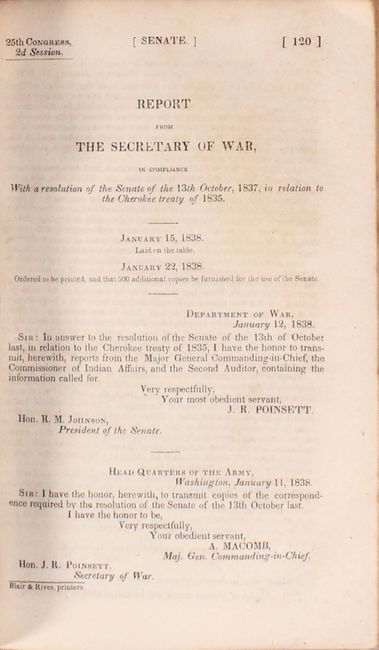 25th CONGRESS, [ SENATE. ] [ 120 ]
2d Session.
REPORT
FROM
THE SECRETARY OF WAR,
IN COMPLIANCE
With a resolution of the Senate of the 13th October, 1837, in relation to
the Cherokee treaty of 1835.
JANUARY 15, 1838.
Laid on the table.
JANUARY 22, 1838.
Ordered to be printed, and that 500 additional copies be furnished for the use of the Senate.
DEPARTMENT OF WAR,
January 12, 1838.
SIR: In answer to the resolution of the Senate of the 13th of October
last, in relation to the Cherokee treaty of 1835, I have the honor to trans-
mit, herewith, reports from the Major General Commanding-in-Chief, the
Commissioner of Indian Affairs, and the Second Auditor, containing the
information called for.
Very respectfully,
Your most obedient servant,
J. R. POINSETT.
Hon. R. M. JOHNSON,
President of the Senate.
HEAD QUARTERS OF THE ARMY,
Washington, January 11, 1838.
SIR: I have the honor, herewith, to transmit copies of the correspond-
ence required by the resolution of the Senate of the 13th October last.
I have the honor to be,
Very respectfully,
Your obedient servant,
A. MACOMB,
Maj. Gen. Commanding-in-Chief.
Hon. J. R. POINSETT,
Secretary of War.
Blair & Rives, printers.